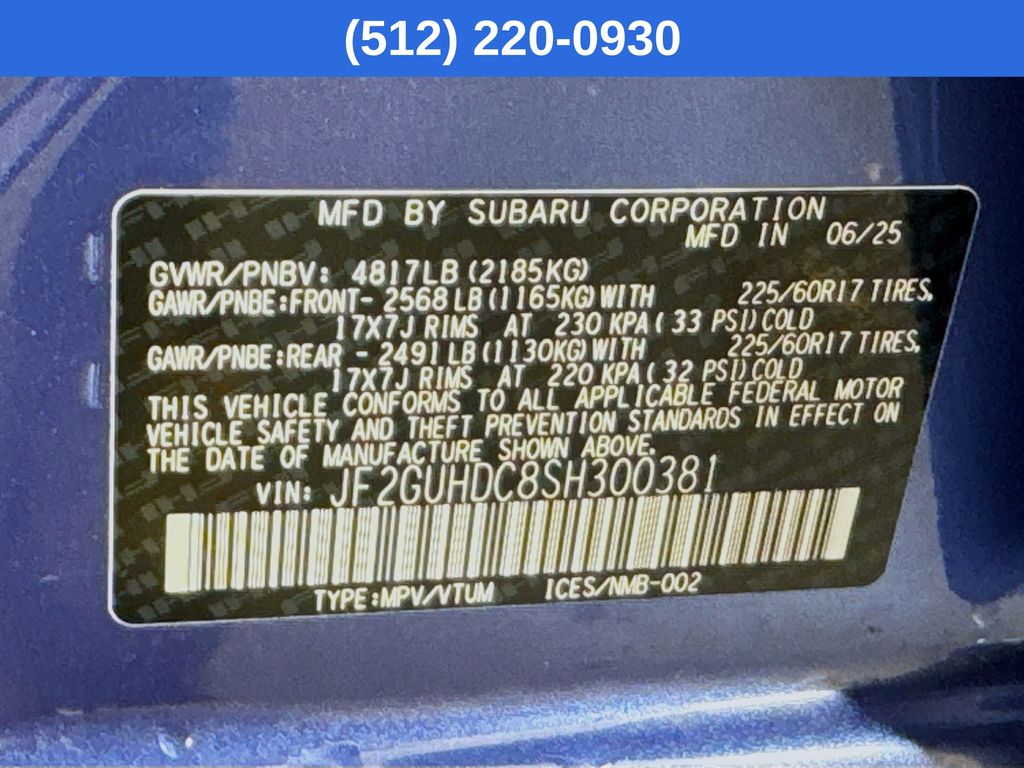 (512) 220-0930
MFD BY SUBARU CORPORATION
MFD IN 06/25
GVWR/PNBV: 4817LB (2185KG)
GAWR/PNBE:FRONT- 2568 LB (1165KG) WITH 225/60R17 TIRES,
17X7J RIMS AT 230 KPA( 33 PSI) COLD
GAWR/PNBE:REAR - 2491 LB (1130KG) WITH 225/60R17 TIRES,
17X7J RIMS AT 220 KPA( 32 PSI) COLD
THIS VEHICLE CONFORMS TO ALL APPLICABLE FEDERAL MOTOR
VEHICLE SAFETY AND THEFT PREVENTION STANDARDS IN EFFECT ON
THE DATE OF MANUFACTURE SHOWN ABOVE.
VIN: JF2GUHDC8SH300381
TYPE:MPV/VTUM ICES/NMB-002